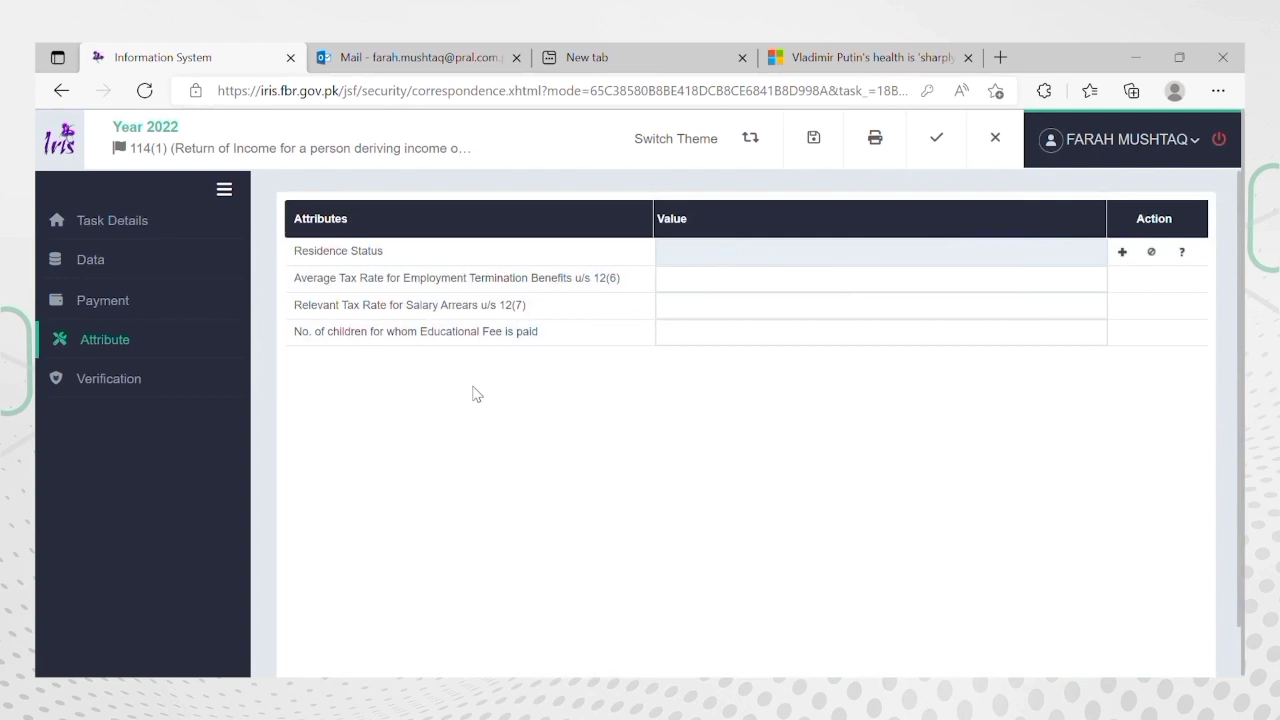 Information System
Mail - farah.mushtaq@pral.com.
New tab
Vladimir Putin's health is 'sharply
https://iris.fbr.gov.pk/jsf/security/correspondence.xhtml?mode=65C38580B8BE418DCB8CE6841B8D998A&task_=18B...
Iris
Year 2022
114(1) (Return of Income for a person deriving income o...
Switch Theme
FARAH MUSHTAQ
Task Details
Data
Payment
Attribute
Verification
Attributes Value Action
Residence Status
Average Tax Rate for Employment Termination Benefits u/s 12(6)
Relevant Tax Rate for Salary Arrears u/s 12(7)
No. of children for whom Educational Fee is paid